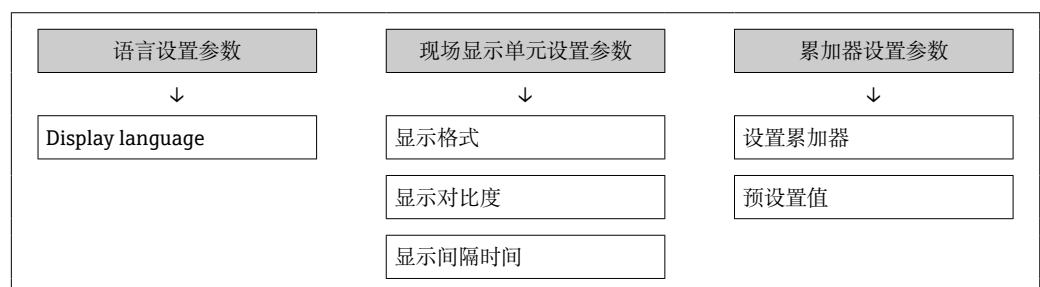 语言设置参数
现场显示单元设置参数
累加器设置参数
↓
↓
↓
Display language
显示格式
设置累加器
显示对比度
预设置值
显示间隔时间